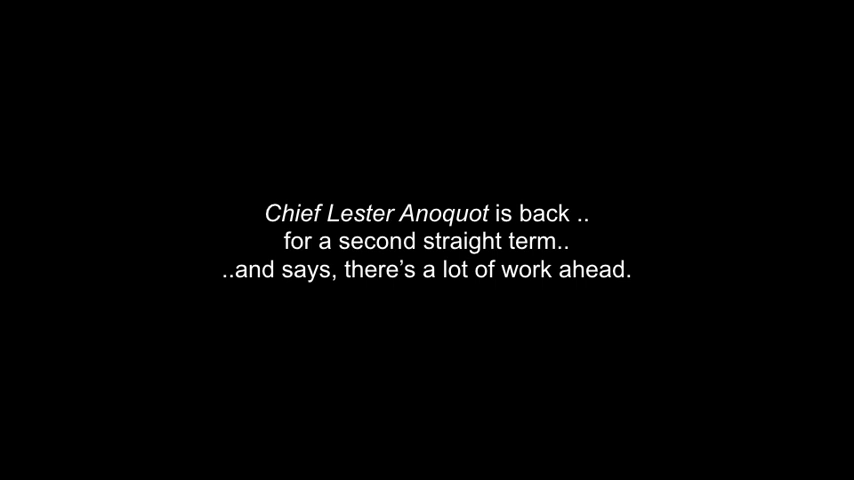 Chief Lester Anoquot is back ..
for a second straight term..
..and says, there’s a lot of work ahead.